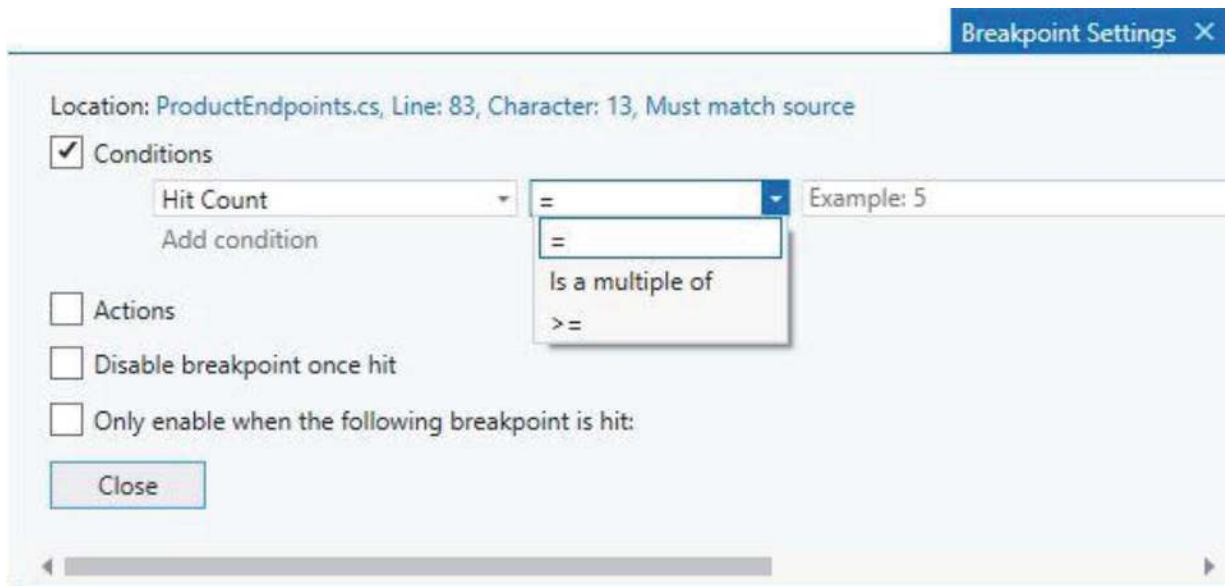 Breakpoint Settings ×
Location: ProductEndpoints.cs, Line: 83, Character: 13, Must match source
Conditions
Hit Count = Example: 5
Add condition
=
Is a multiple of
>=
Actions
Disable breakpoint once hit
Only enable when the following breakpoint is hit:
Close